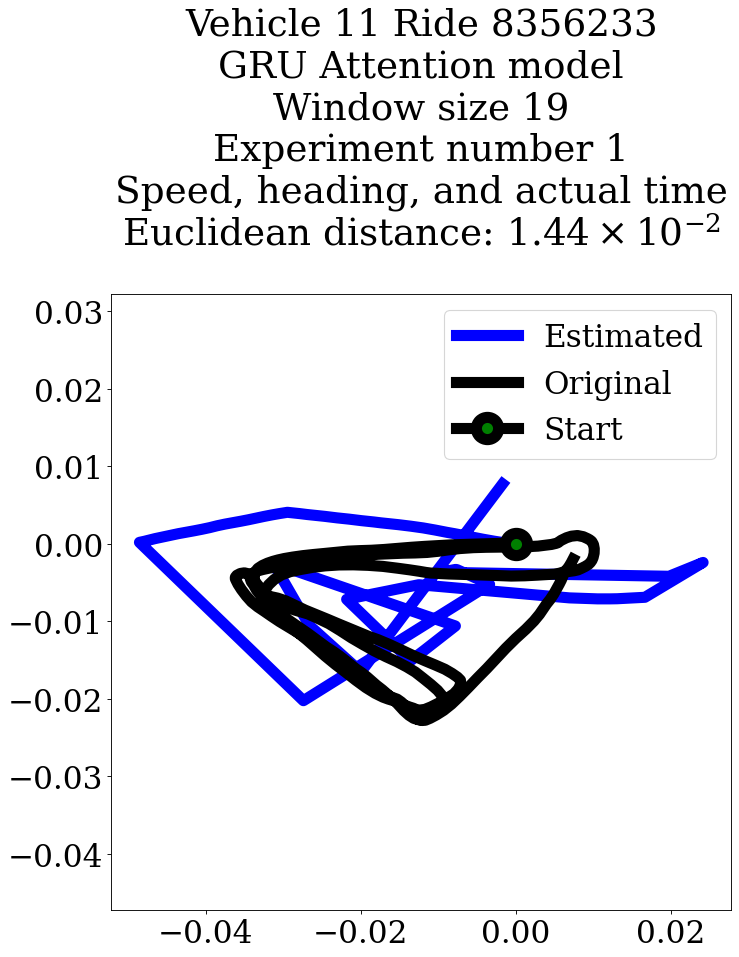 Vehicle 11 Ride 8356233
GRU Attention model
Window size 19
Experiment number 1
Speed, heading, and actual time
Euclidean distance: 1.44 × 10⁻²
Estimated
Original
Start
0.03
0.02
0.01
0.00
−0.01
−0.02
−0.03
−0.04
−0.04 −0.02 0.00 0.02